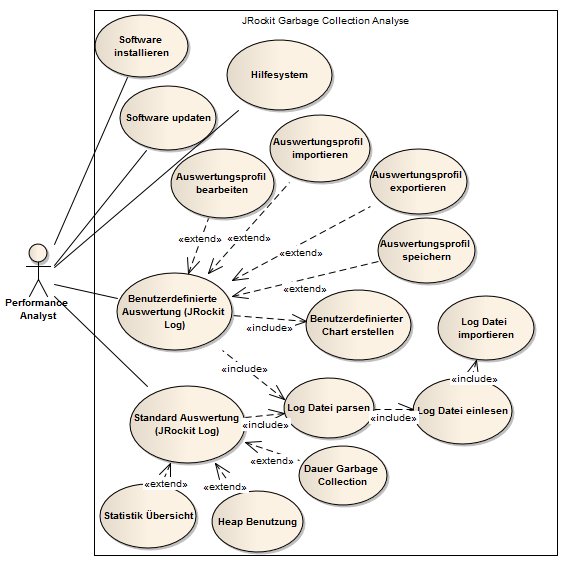 JRockit Garbage Collection Analyse
Software
installieren
Hilfesystem
Software updaten
Auswertungsprofil
importieren
Auswertungsprofil
bearbeiten
Auswertungsprofil
exportieren
«extend»
«extend»
«extend»
Auswertungsprofil
speichern
«extend»
Performance
Analyst
Benutzerdefinierte
Auswertung (JRockit
Log)
«include»
Benutzerdefinierter
Chart erstellen
Log Datei
importieren
«include»
«include»
Standard Auswertung
(JRockit Log)
«include»
Log Datei parsen
«include»
Log Datei einlesen
«extend»
Dauer Garbage
Collection
«extend»
«extend»
Statistik Übersicht
Heap Benutzung